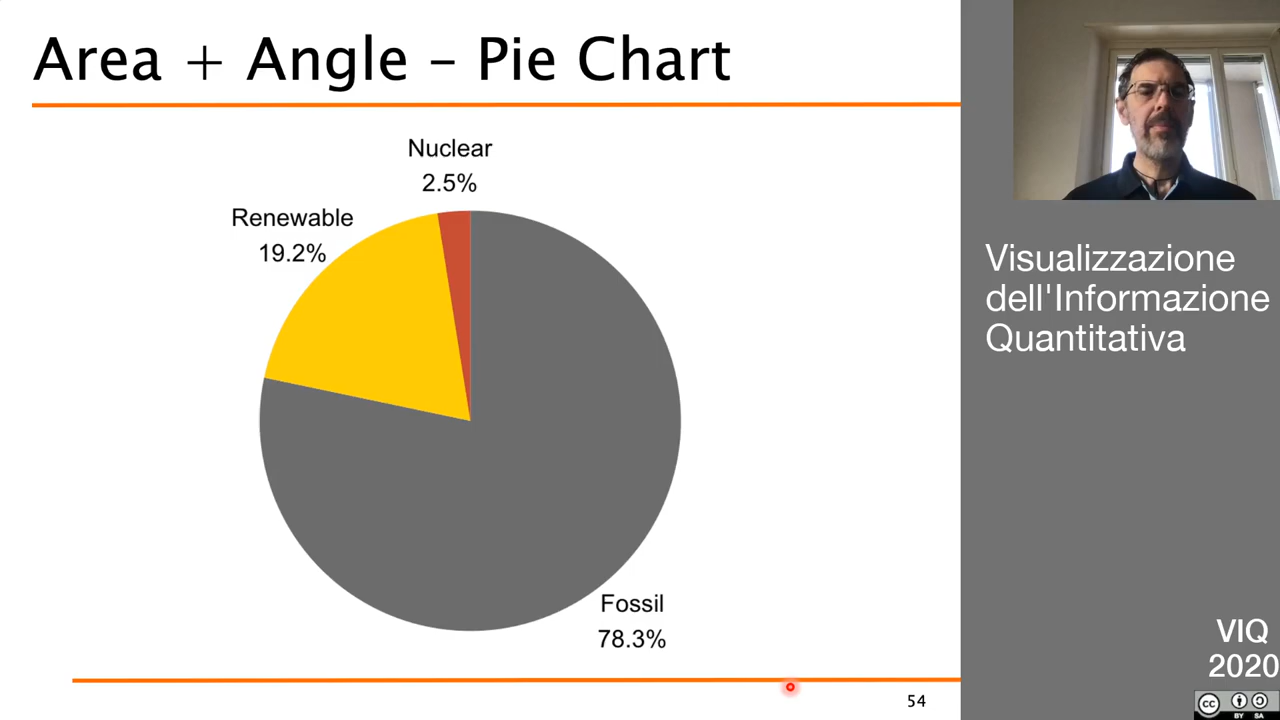 Area + Angle – Pie Chart
Nuclear
2.5%
Renewable
19.2%
Fossil
78.3%
54
Visualizzazione
dell'Informazione
Quantitativa
VIQ
2020
cc
BY SA